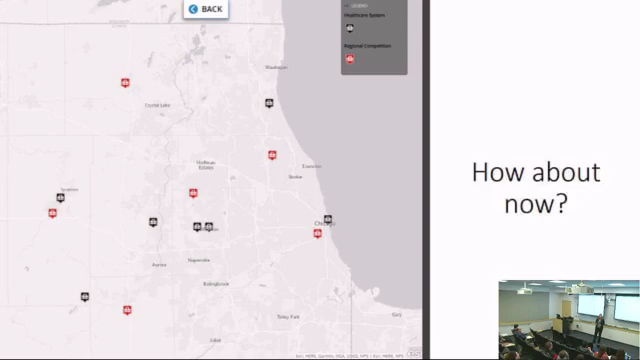 BACK
LEGEND
Healthcare System
Regional Competition
Waukegan
Crystal Lake
Hoffman
Estates
Evanston
Skokie
Chicago
Aurora
Naperville
Bolingbrook
Tinley Park
Joliet
Gary
How about
now?